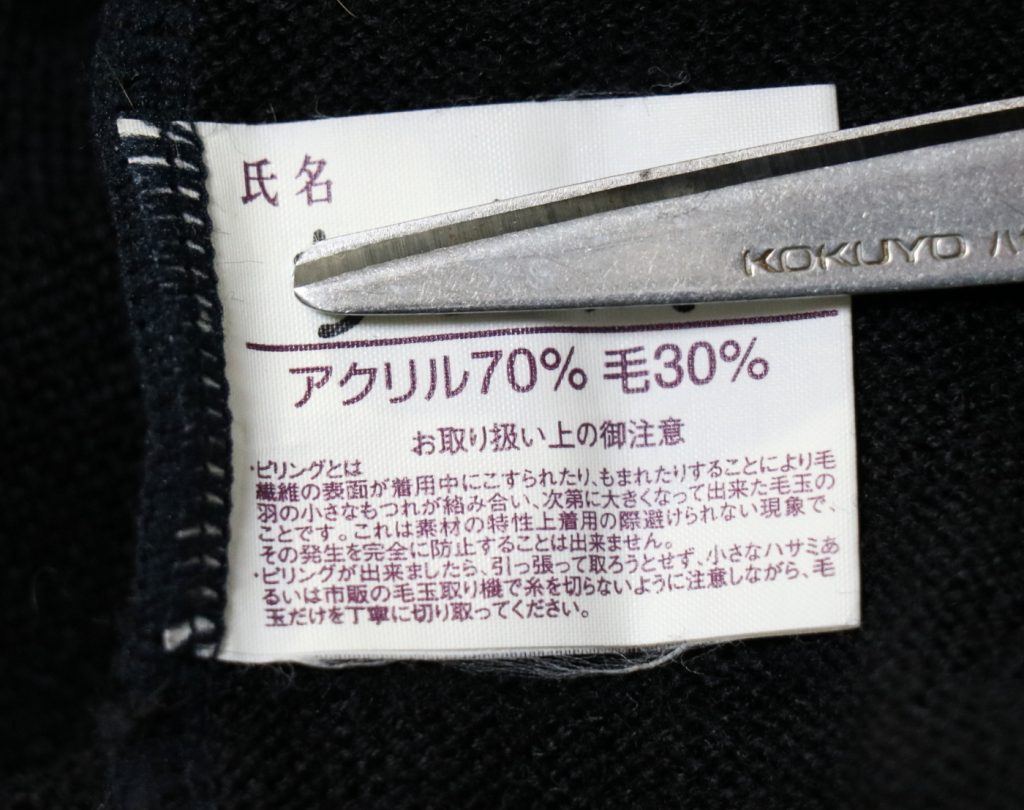 氏名
KOKUYO
アクリル70% 毛30%
お取り扱い上の御注意
・ピリングとは
繊維の表面が着用中にこすられたり、もまれたりすることにより毛
羽の小さなもつれが絡み合い、次第に大きくなって出来た毛玉の
ことです。これは素材の特性上着用の際避けられない現象で、
その発生を完全に防止することは出来ません。
・ピリングが出来ましたら、引っ張って取ろうとせず、小さなハサミあ
るいは市販の毛玉取り機で糸を切らないように注意しながら、毛
玉だけを丁寧に切り取ってください。